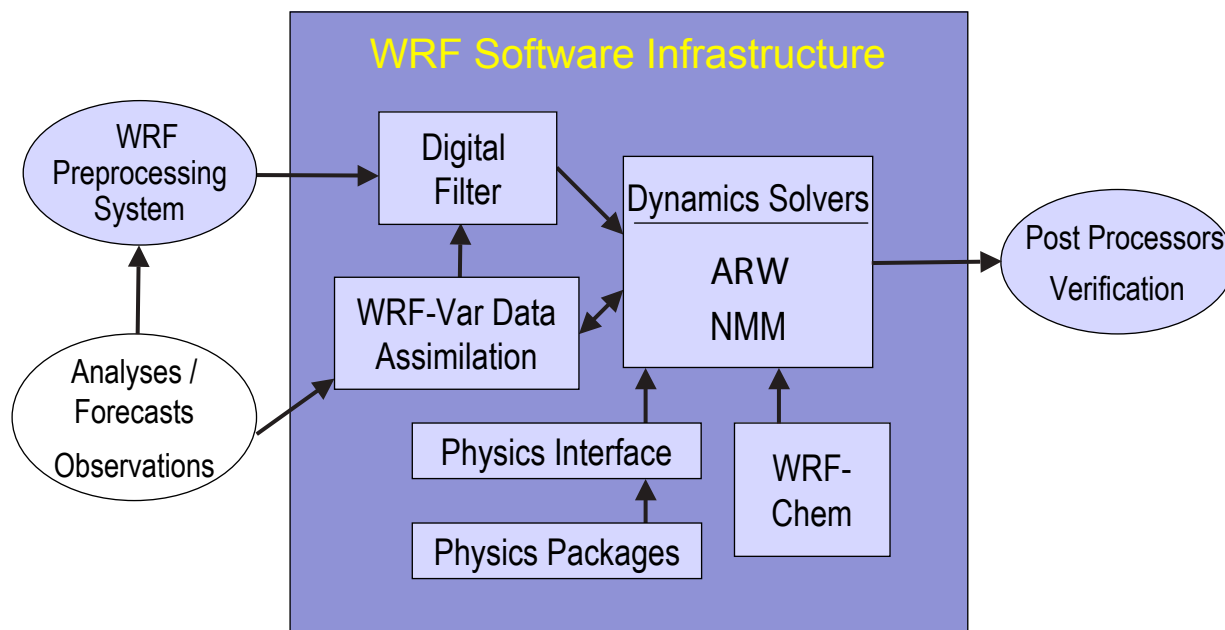 WRF Software Infrastructure
WRF
Preprocessing
System
Digital
Filter
Dynamics Solvers
ARW
NMM
Post Processors
Verification
WRF-Var Data
Assimilation
Analyses /
Forecasts
Observations
Physics Interface
WRF-
Chem
Physics Packages